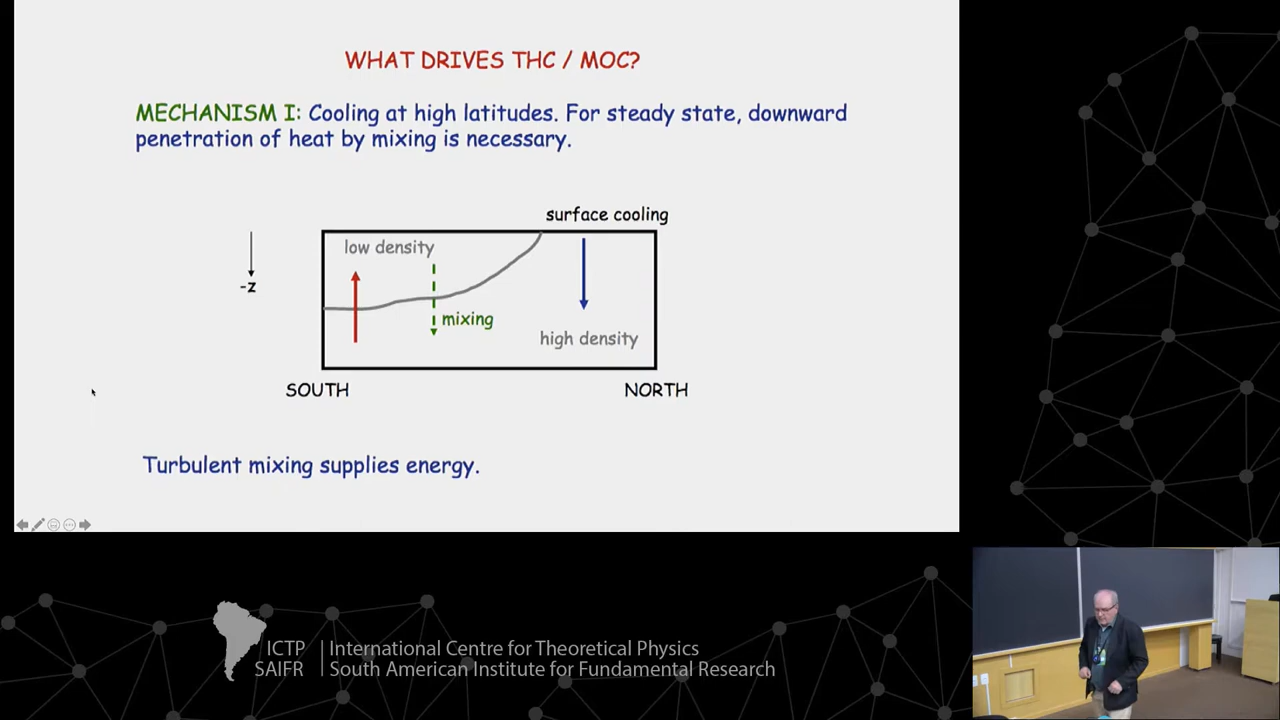 WHAT DRIVES THC / MOC?
MECHANISM I: Cooling at high latitudes. For steady state, downward
penetration of heat by mixing is necessary.
surface cooling
low density
-z
mixing
high density
SOUTH
NORTH
Turbulent mixing supplies energy.
ICTP
SAIFR
International Centre for Theoretical Physics
South American Institute for Fundamental Research